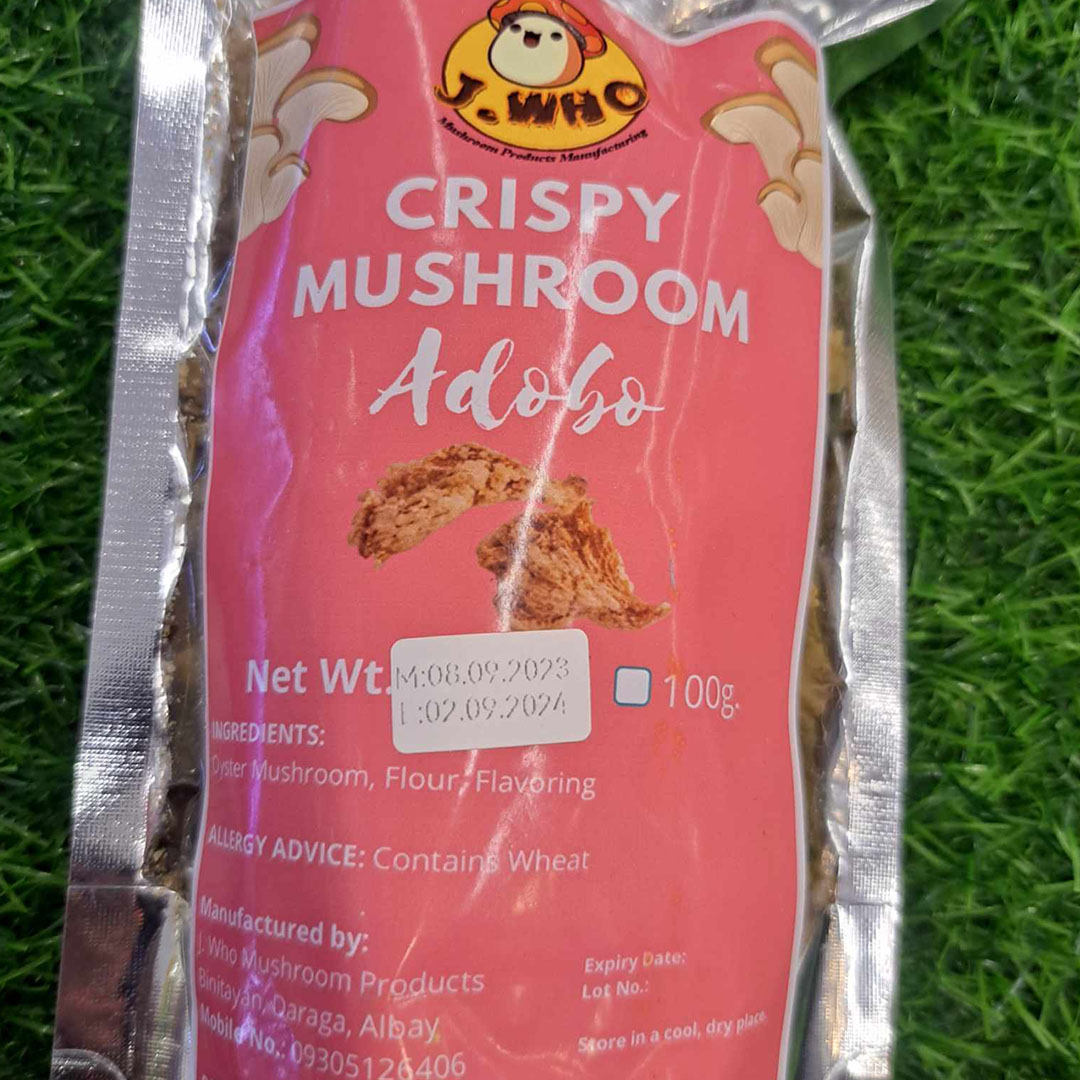 J.WHO
Mushroom Products Manufacturing
CRISPY
MUSHROOM
Adobo
Net Wt.
M:08.09.2023
E:02.09.2024
100g.
INGREDIENTS:
Oyster Mushroom, Flour, Flavoring
ALLERGY ADVICE: Contains Wheat
Manufactured by:
J. Who Mushroom Products
Binitayan, Daraga, Albay
Mobile No.: 09305126406
Expiry Date:
Lot No.:
Store in a cool, dry place.